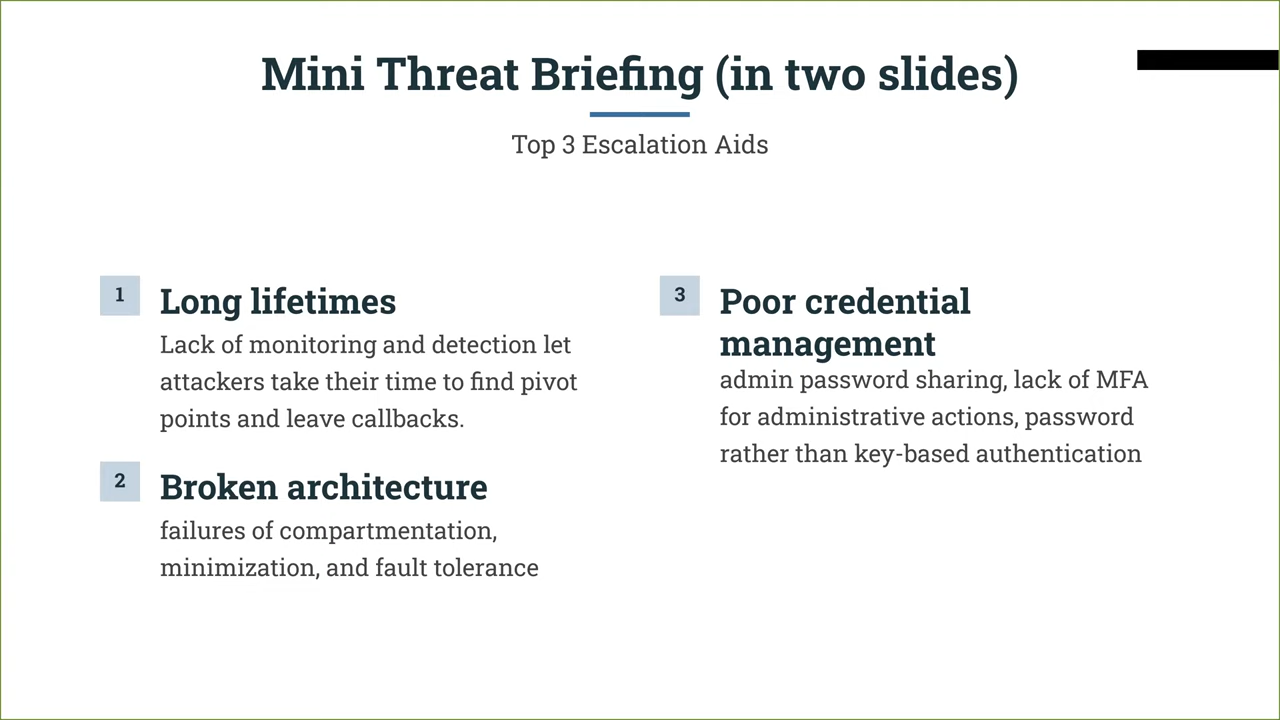 Mini Threat Briefing (in two slides)
Top 3 Escalation Aids
1
Long lifetimes
Lack of monitoring and detection let
attackers take their time to find pivot
points and leave callbacks.
2
Broken architecture
failures of compartmentation,
minimization, and fault tolerance
3
Poor credential
management
admin password sharing, lack of MFA
for administrative actions, password
rather than key-based authentication